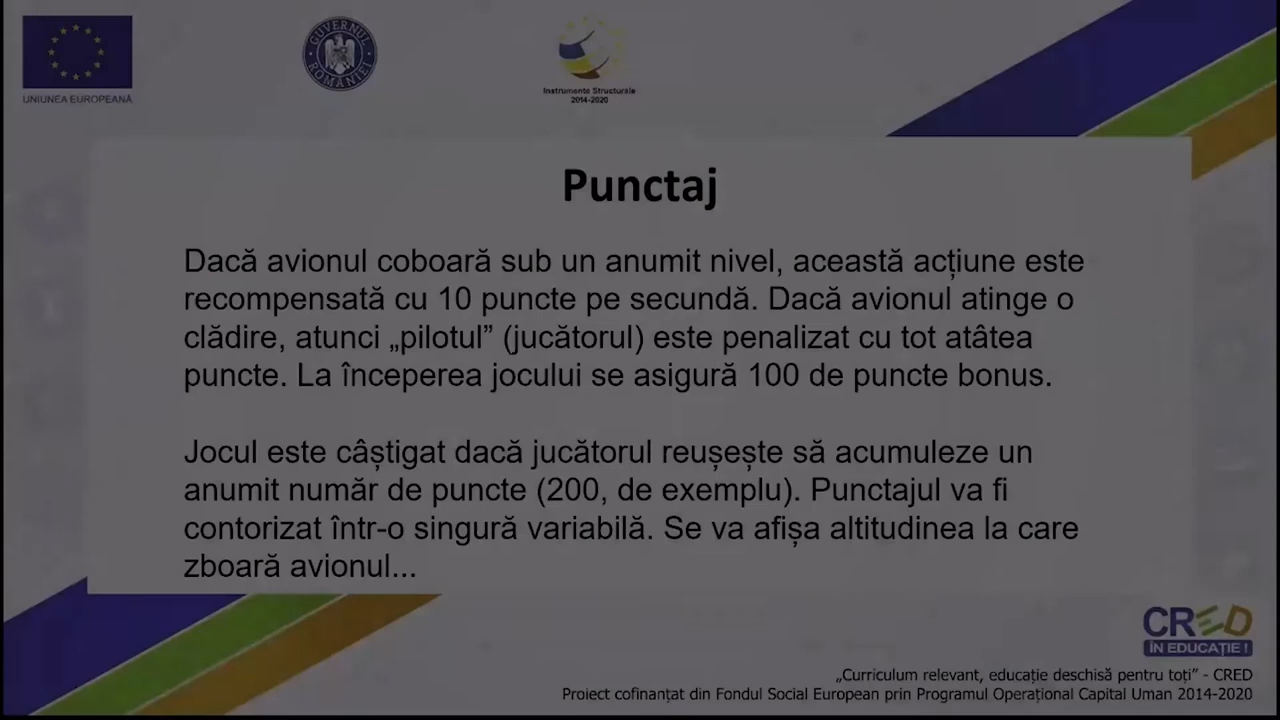 UNIUNEA EUROPEANĂ
GUVERNUL
ROMÂNIEI
Instrumente Structurale
2014-2020
Punctaj
Dacă avionul coboară sub un anumit nivel, această acțiune este
recompensată cu 10 puncte pe secundă. Dacă avionul atinge o
clădire, atunci „pilotul” (jucătorul) este penalizat cu tot atâtea
puncte. La începerea jocului se asigură 100 de puncte bonus.
Jocul este câștigat dacă jucătorul reușește să acumuleze un
anumit număr de puncte (200, de exemplu). Punctajul va fi
contorizat într-o singură variabilă. Se va afișa altitudinea la care
zboară avionul...
CRED
ÎN EDUCAȚIE !
„Curriculum relevant, educație deschisă pentru toți” - CRED
Proiect cofinanțat din Fondul Social European prin Programul Operațional Capital Uman 2014-2020